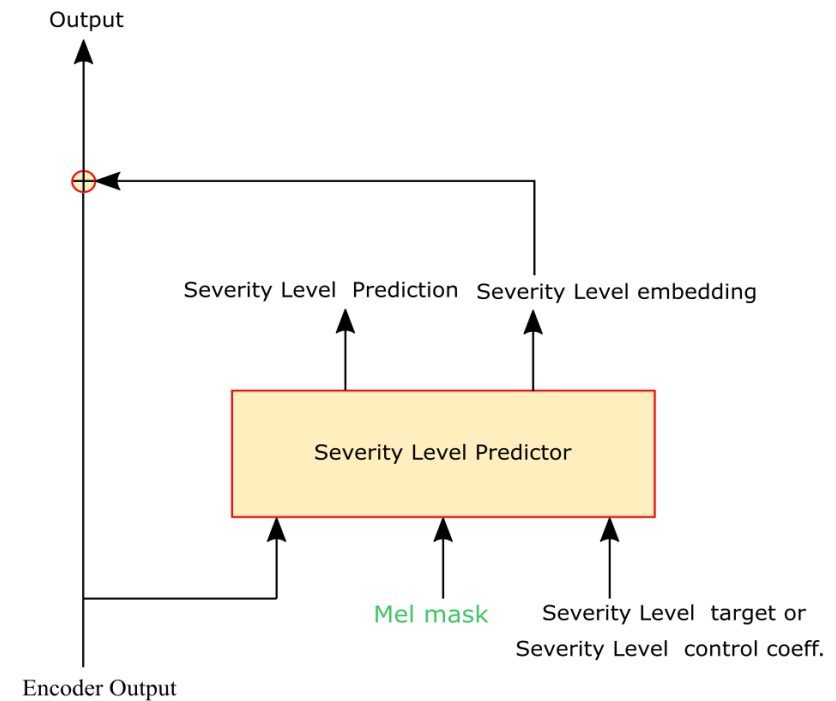 Output
Severity Level Prediction
Severity Level embedding
Severity Level Predictor
Mel mask
Severity Level target or
Severity Level control coeff.
Encoder Output